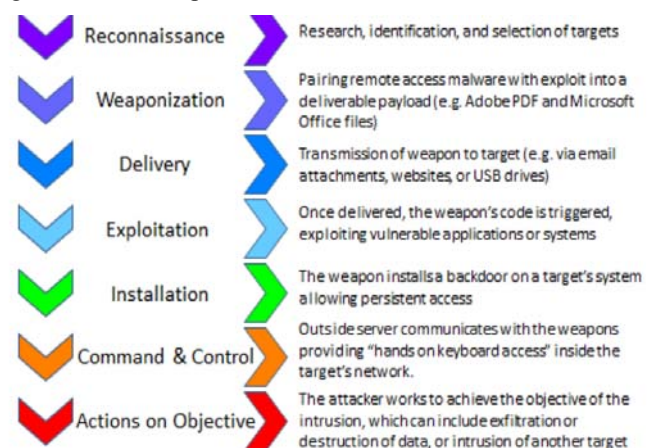 Reconnaissance
Research, identification, and selection of targets
Weaponization
Pairing remote access malware with exploit into a
deliverable payload (e.g. Adobe PDF and Microsoft
Office files)
Delivery
Transmission of weapon to target (e.g. via email
attachments, websites, or USB drives)
Exploitation
Once delivered, the weapon's code is triggered,
exploiting vulnerable applications or systems
Installation
The weapon installs a backdoor on a target's system
allowing persistent access
Command & Control
Outside server communicates with the weapons
providing "hands on keyboard access" inside the
target's network.
Actions on Objective
The attacker works to achieve the objective of the
intrusion, which can include exfiltration or
destruction of data, or intrusion of another target